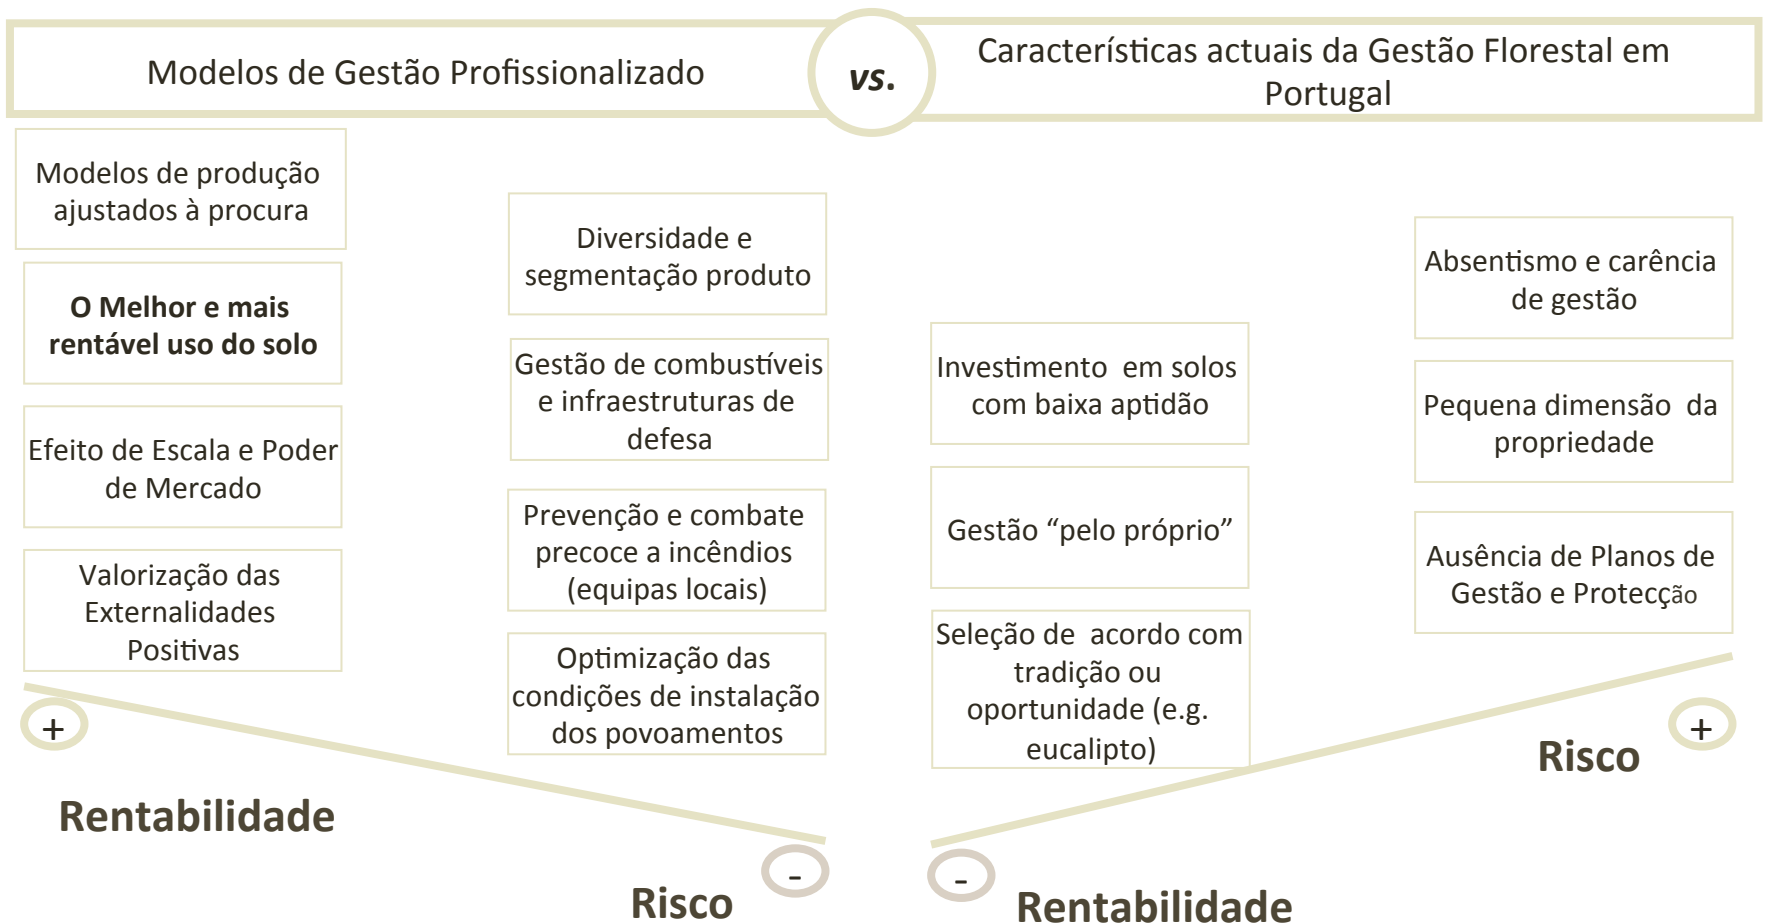 Modelos de Gestão Profissionalizado
vs.
Características actuais da Gestão Florestal em
Portugal
Modelos de produção
ajustados à procura
O Melhor e mais
rentável uso do solo
Efeito de Escala e Poder
de Mercado
Valorização das
Externalidades
Positivas
Diversidade e
segmentação produto
Gestão de combustíveis
e infraestruturas de
defesa
Prevenção e combate
precoce a incêndios
(equipas locais)
Optimização das
condições de instalação
dos povoamentos
Investimento em solos
com baixa aptidão
Gestão “pelo próprio”
Seleção de acordo com
tradição ou
oportunidade (e.g.
eucalipto)
Absentismo e carência
de gestão
Pequena dimensão da
propriedade
Ausência de Planos de
Gestão e Protecção
+
Rentabilidade
-
Risco
-
Rentabilidade
+
Risco